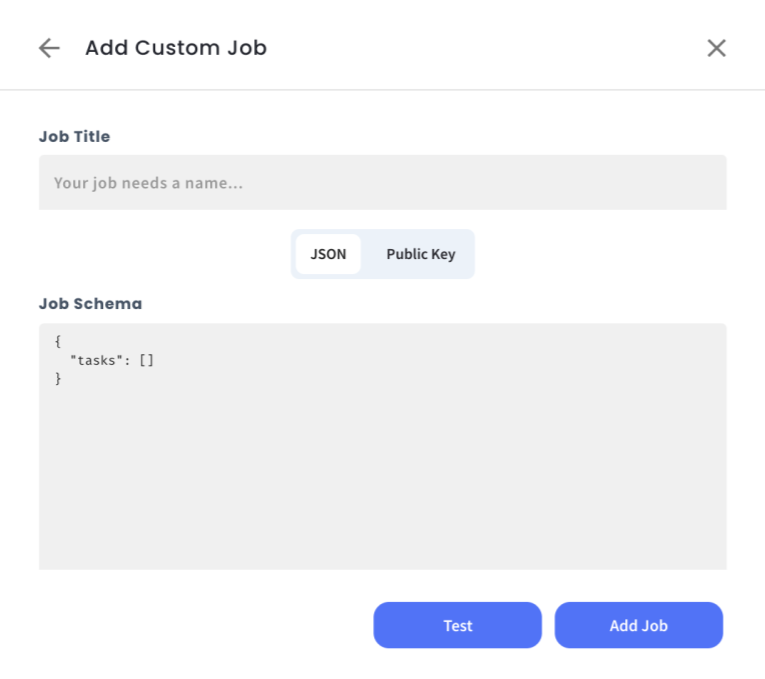 Add Custom Job
Job Title
Your job needs a name...
JSON Public Key
Job Schema
{
  "tasks": []
}
Test Add Job